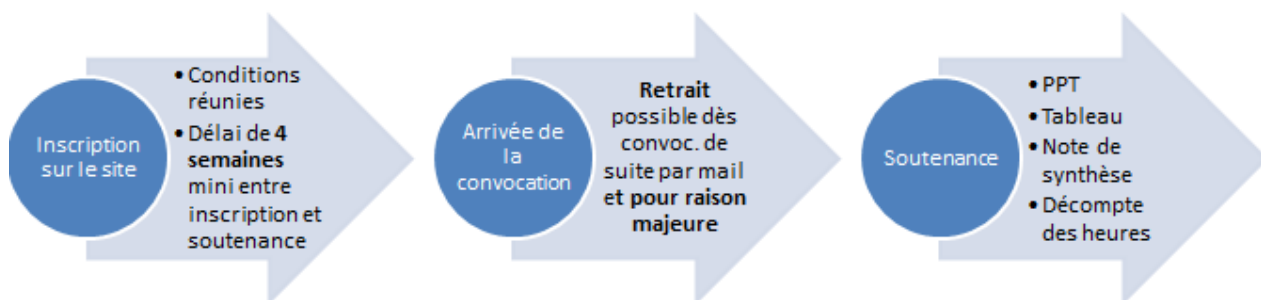 Inscription
sur le site
• Conditions
réunies
• Délai de 4
semaines
mini entre
inscription et
soutenance
Arrivée de
la
convocation
Retrait
possible dès
convoc. de
suite par mail
et pour raison
majeure
Soutenance
• PPT
• Tableau
• Note de
synthèse
• Décompte
des heures